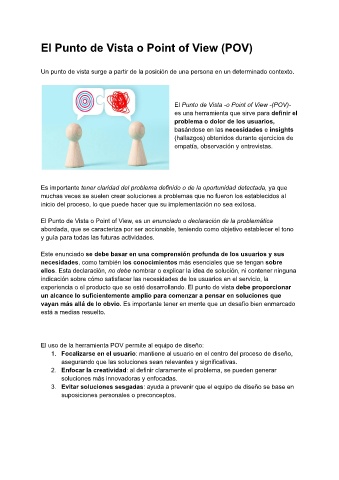 El Punto de Vista o Point of View (POV)
Un punto de vista surge a partir de la posición de una persona en un determinado contexto.
El Punto de Vista -o Point of View -(POV)-
es una herramienta que sirve para definir el
problema o dolor de los usuarios,
basándose en las necesidades e insights
(hallazgos) obtenidos durante ejercicios de
empatía, observación y entrevistas.
Es importante tener claridad del problema definido o de la oportunidad detectada, ya que
muchas veces se suelen crear soluciones a problemas que no fueron los establecidos al
inicio del proceso, lo que puede hacer que su implementación no sea exitosa.
El Punto de Vista o Point of View, es un enunciado o declaración de la problemática
abordada, que se caracteriza por ser accionable, teniendo como objetivo establecer el tono
y guía para todas las futuras actividades.
Este enunciado se debe basar en una comprensión profunda de los usuarios y sus
necesidades, como también los conocimientos más esenciales que se tengan sobre
ellos. Esta declaración, no debe nombrar o explicar la idea de solución, ni contener ninguna
indicación sobre cómo satisfacer las necesidades de los usuarios en el servicio, la
experiencia o el producto que se esté desarrollando. El punto de vista debe proporcionar
un alcance lo suficientemente amplio para comenzar a pensar en soluciones que
vayan más allá de lo obvio. Es importante tener en mente que un desafío bien enmarcado
está a medias resuelto.
El uso de la herramienta POV permite al equipo de diseño:
1. Focalizarse en el usuario: mantiene al usuario en el centro del proceso de diseño,
asegurando que las soluciones sean relevantes y significativas.
2. Enfocar la creatividad: al definir claramente el problema, se pueden generar
soluciones más innovadoras y enfocadas.
3. Evitar soluciones sesgadas: ayuda a prevenir que el equipo de diseño se base en
suposiciones personales o preconceptos.